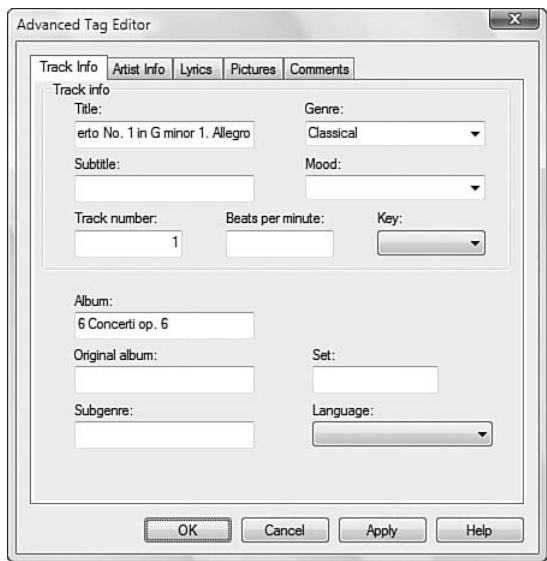 Advanced Tag Editor
Track Info Artist Info Lyrics Pictures Comments
Track info
Title: Genre:
erto No. 1 in G minor 1. Allegro Classical
Subtitle: Mood:
Track number: Beats per minute: Key:
1
Album:
6 Concerti op. 6
Original album: Set:
Subgenre: Language:
OK Cancel Apply Help